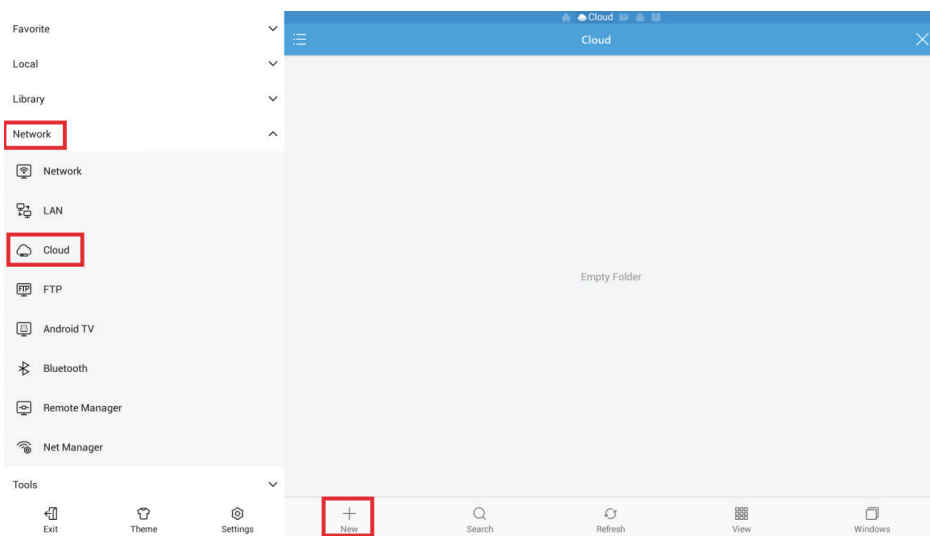 Favorite
Local
Library
Network
Network
LAN
Cloud
FTP
FTP
Android TV
Bluetooth
Remote Manager
Net Manager
Tools
Exit
Theme
Settings
Cloud
Cloud
Empty Folder
New
Search
Refresh
View
Windows